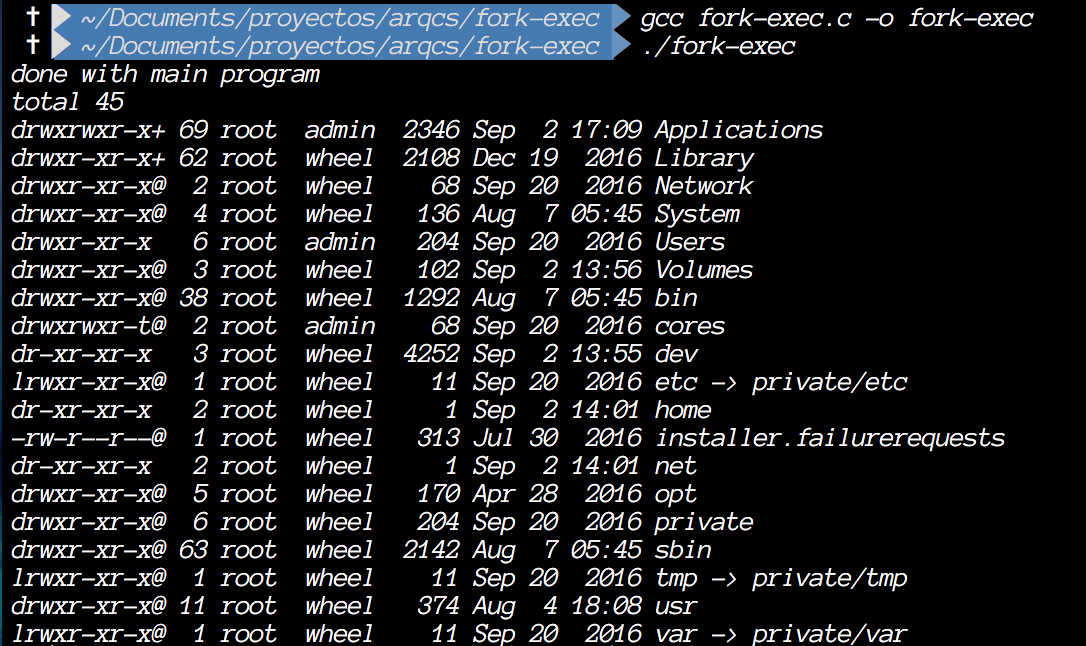 † ~/Documents/proyectos/arqcs/fork-exec gcc fork-exec.c -o fork-exec
† ~/Documents/proyectos/arqcs/fork-exec ./fork-exec
done with main program
total 45
drwxrwxr-x+ 69 root  admin  2346 Sep  2 17:09 Applications
drwxr-xr-x+ 62 root  wheel  2108 Dec 19  2016 Library
drwxr-xr-x@  2 root  wheel    68 Sep 20  2016 Network
drwxr-xr-x@  4 root  wheel   136 Aug  7 05:45 System
drwxr-xr-x   6 root  admin   204 Sep 20  2016 Users
drwxr-xr-x@  3 root  wheel   102 Sep  2 13:56 Volumes
drwxr-xr-x@ 38 root  wheel  1292 Aug  7 05:45 bin
drwxrwxr-t@  2 root  admin    68 Sep 20  2016 cores
dr-xr-xr-x   3 root  wheel  4252 Sep  2 13:55 dev
lrwxr-xr-x@  1 root  wheel    11 Sep 20  2016 etc -> private/etc
dr-xr-xr-x   2 root  wheel     1 Sep  2 14:01 home
-rw-r--r--@  1 root  wheel   313 Jul 30  2016 installer.failurerequests
dr-xr-xr-x   2 root  wheel     1 Sep  2 14:01 net
drwxr-xr-x@  5 root  wheel   170 Apr 28  2016 opt
drwxr-xr-x@  6 root  wheel   204 Sep 20  2016 private
drwxr-xr-x@ 63 root  wheel  2142 Aug  7 05:45 sbin
lrwxr-xr-x@  1 root  wheel    11 Sep 20  2016 tmp -> private/tmp
drwxr-xr-x@ 11 root  wheel   374 Aug  4 18:08 usr
lrwxr-xr-x@  1 root  wheel    11 Sep 20  2016 var -> private/var